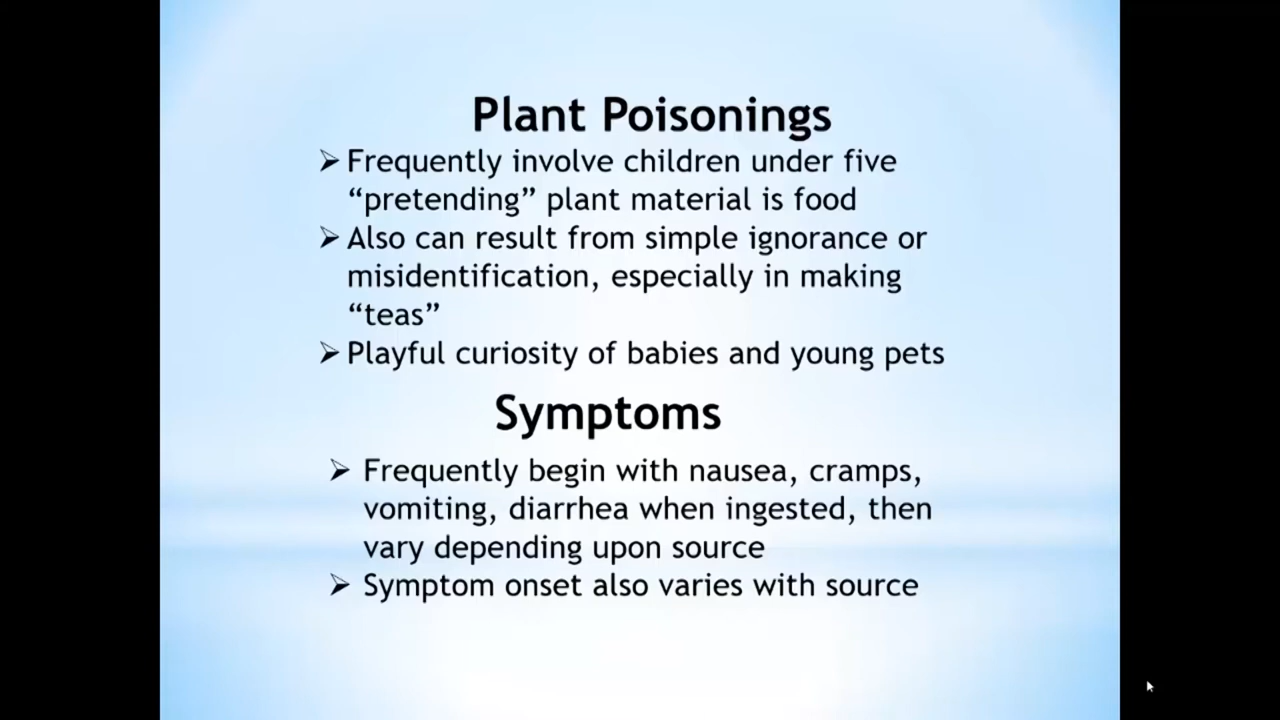 Plant Poisonings
➢ Frequently involve children under five
“pretending” plant material is food
➢ Also can result from simple ignorance or
misidentification, especially in making
“teas”
➢ Playful curiosity of babies and young pets
Symptoms
➢ Frequently begin with nausea, cramps,
vomiting, diarrhea when ingested, then
vary depending upon source
➢ Symptom onset also varies with source